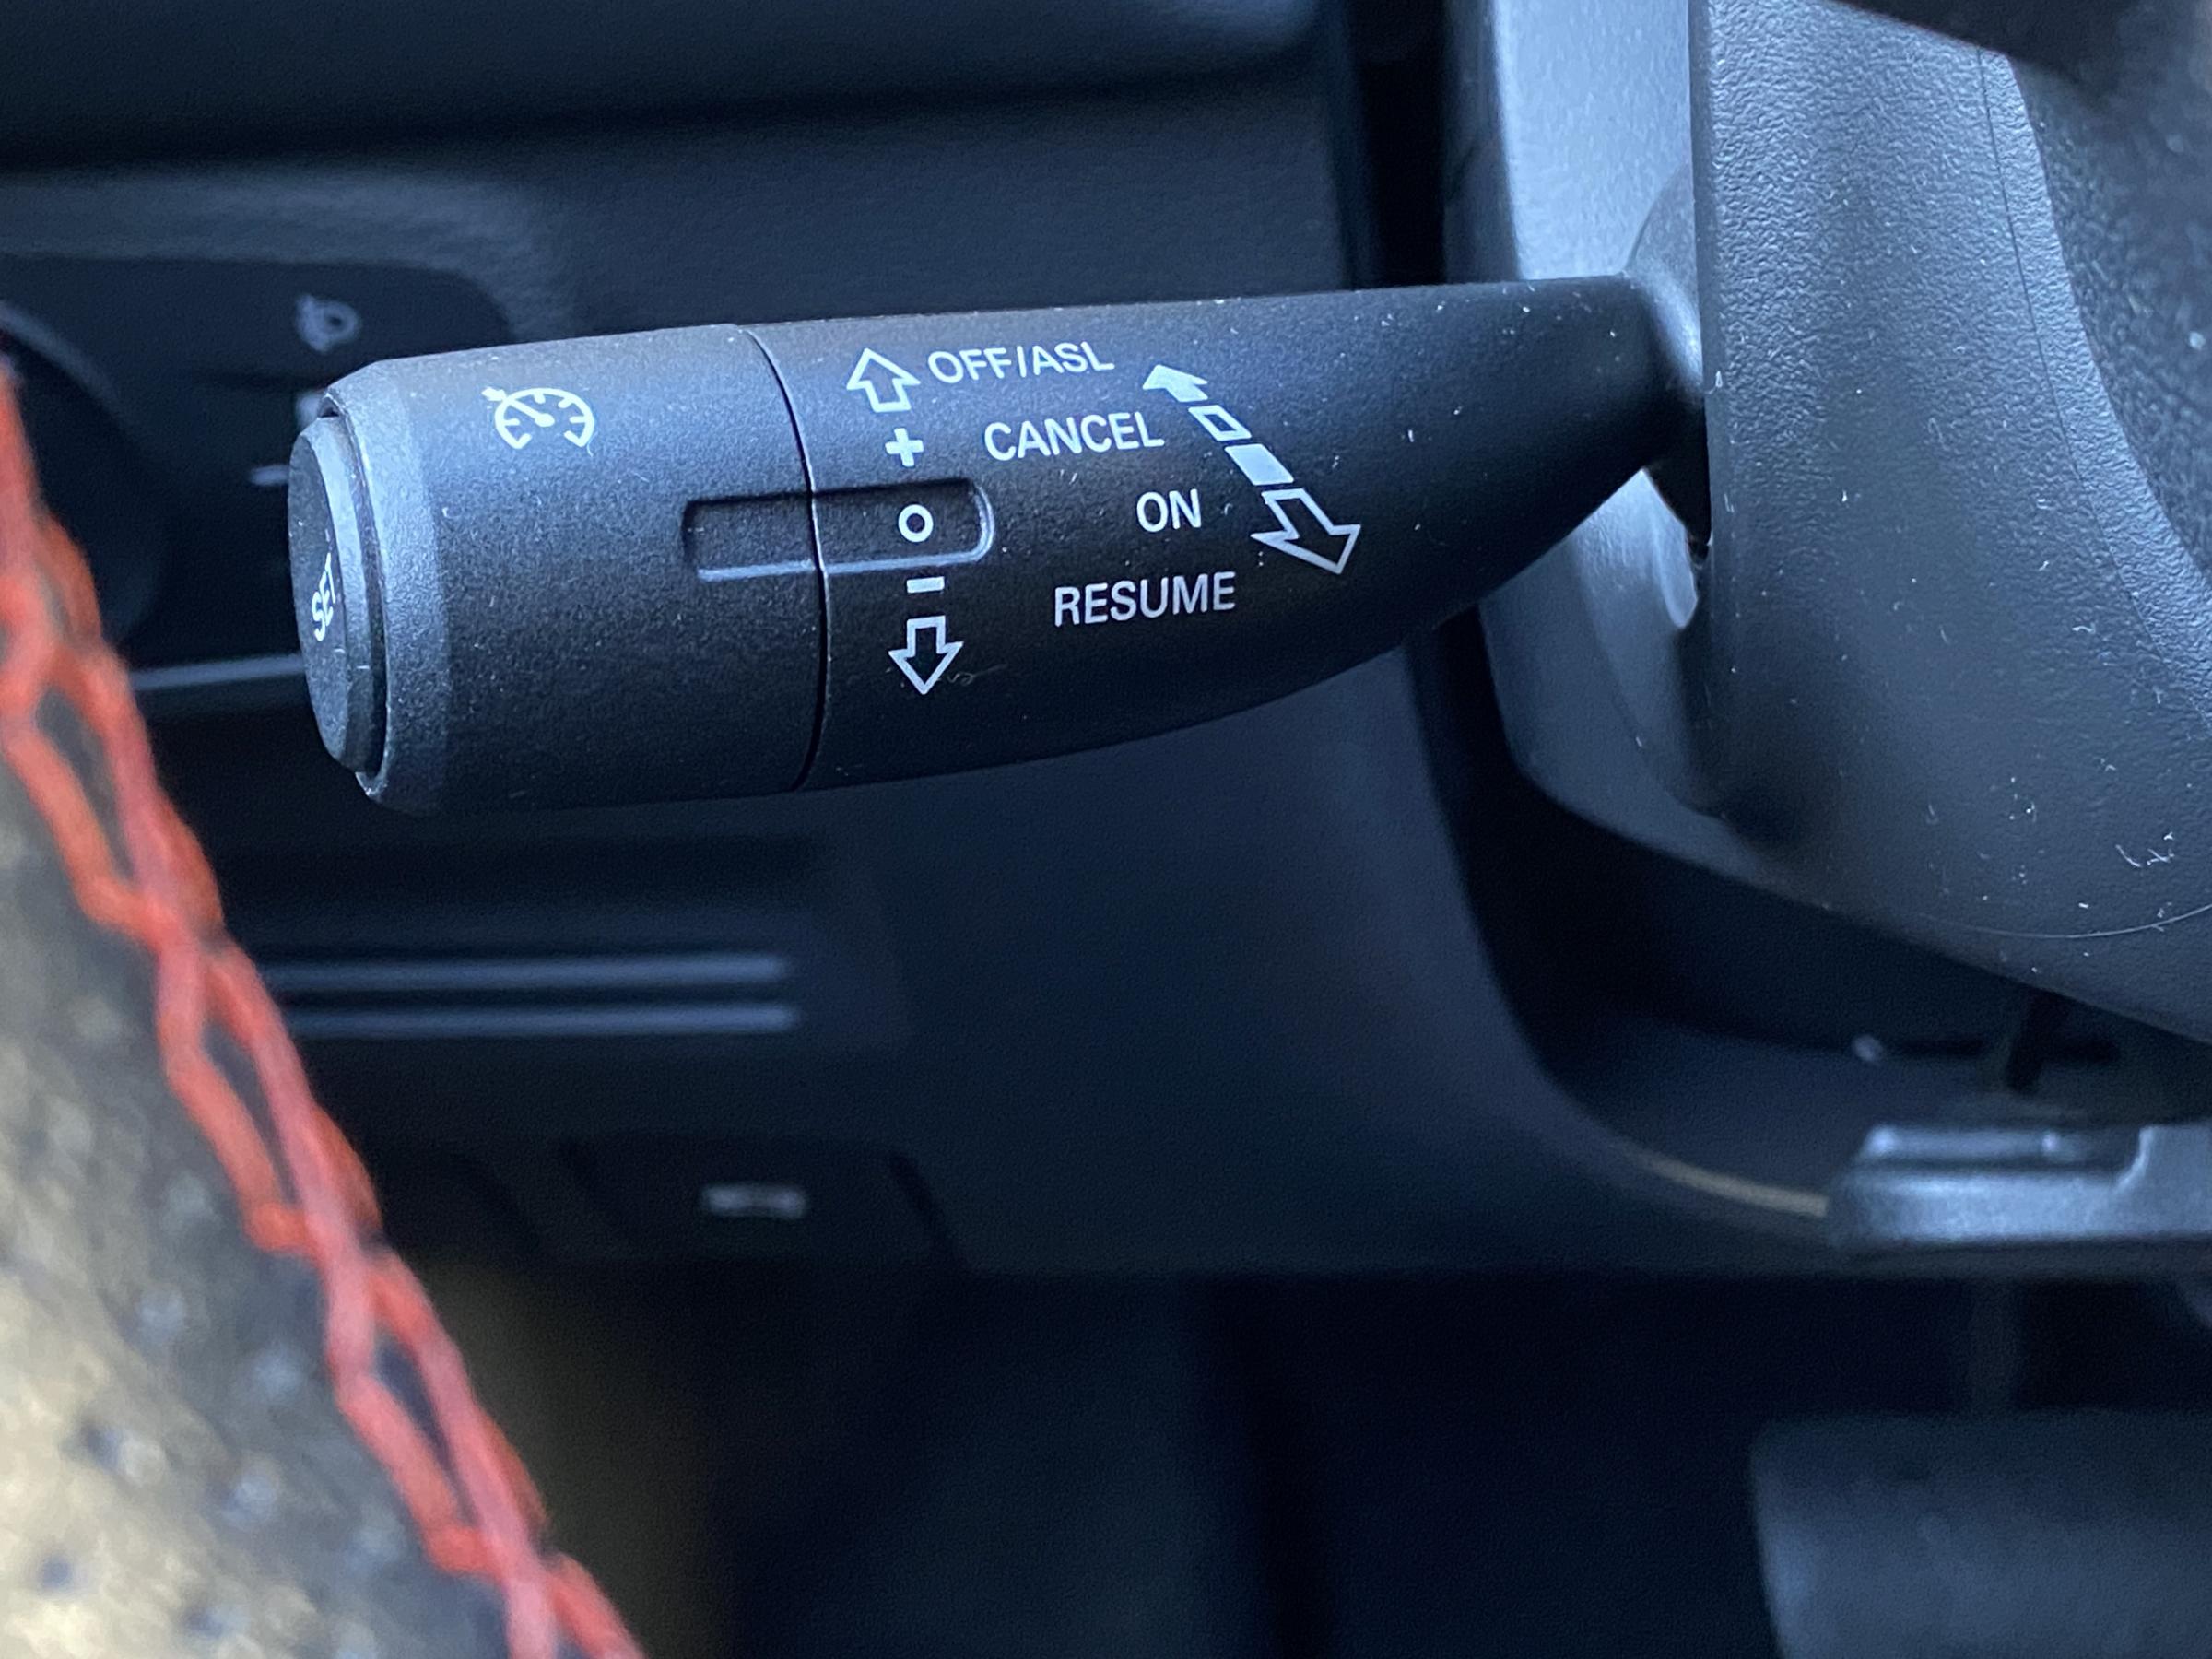 OFF/ASL
+ CANCEL
O ON
- RESUME
SET